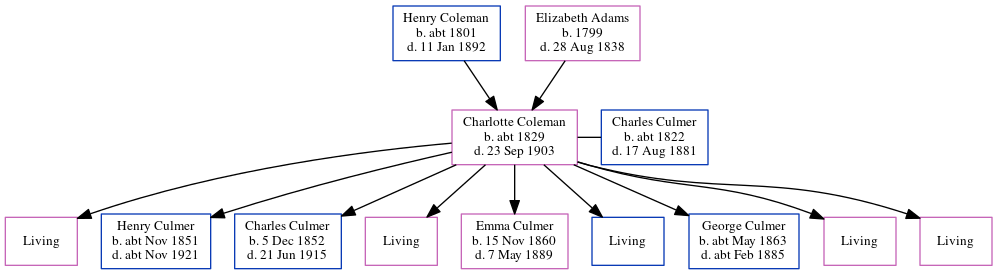 Henry Coleman
b. abt 1801
d. 11 Jan 1892
Elizabeth Adams
b. 1799
d. 28 Aug 1838
Charlotte Coleman
b. abt 1829
d. 23 Sep 1903
Charles Culmer
b. abt 1822
d. 17 Aug 1881
Living
Henry Culmer
b. abt Nov 1851
d. abt Nov 1921
Charles Culmer
b. 5 Dec 1852
d. 21 Jun 1915
Living
Emma Culmer
b. 15 Nov 1860
d. 7 May 1889
Living
George Culmer
b. abt May 1863
d. abt Feb 1885
Living
Living